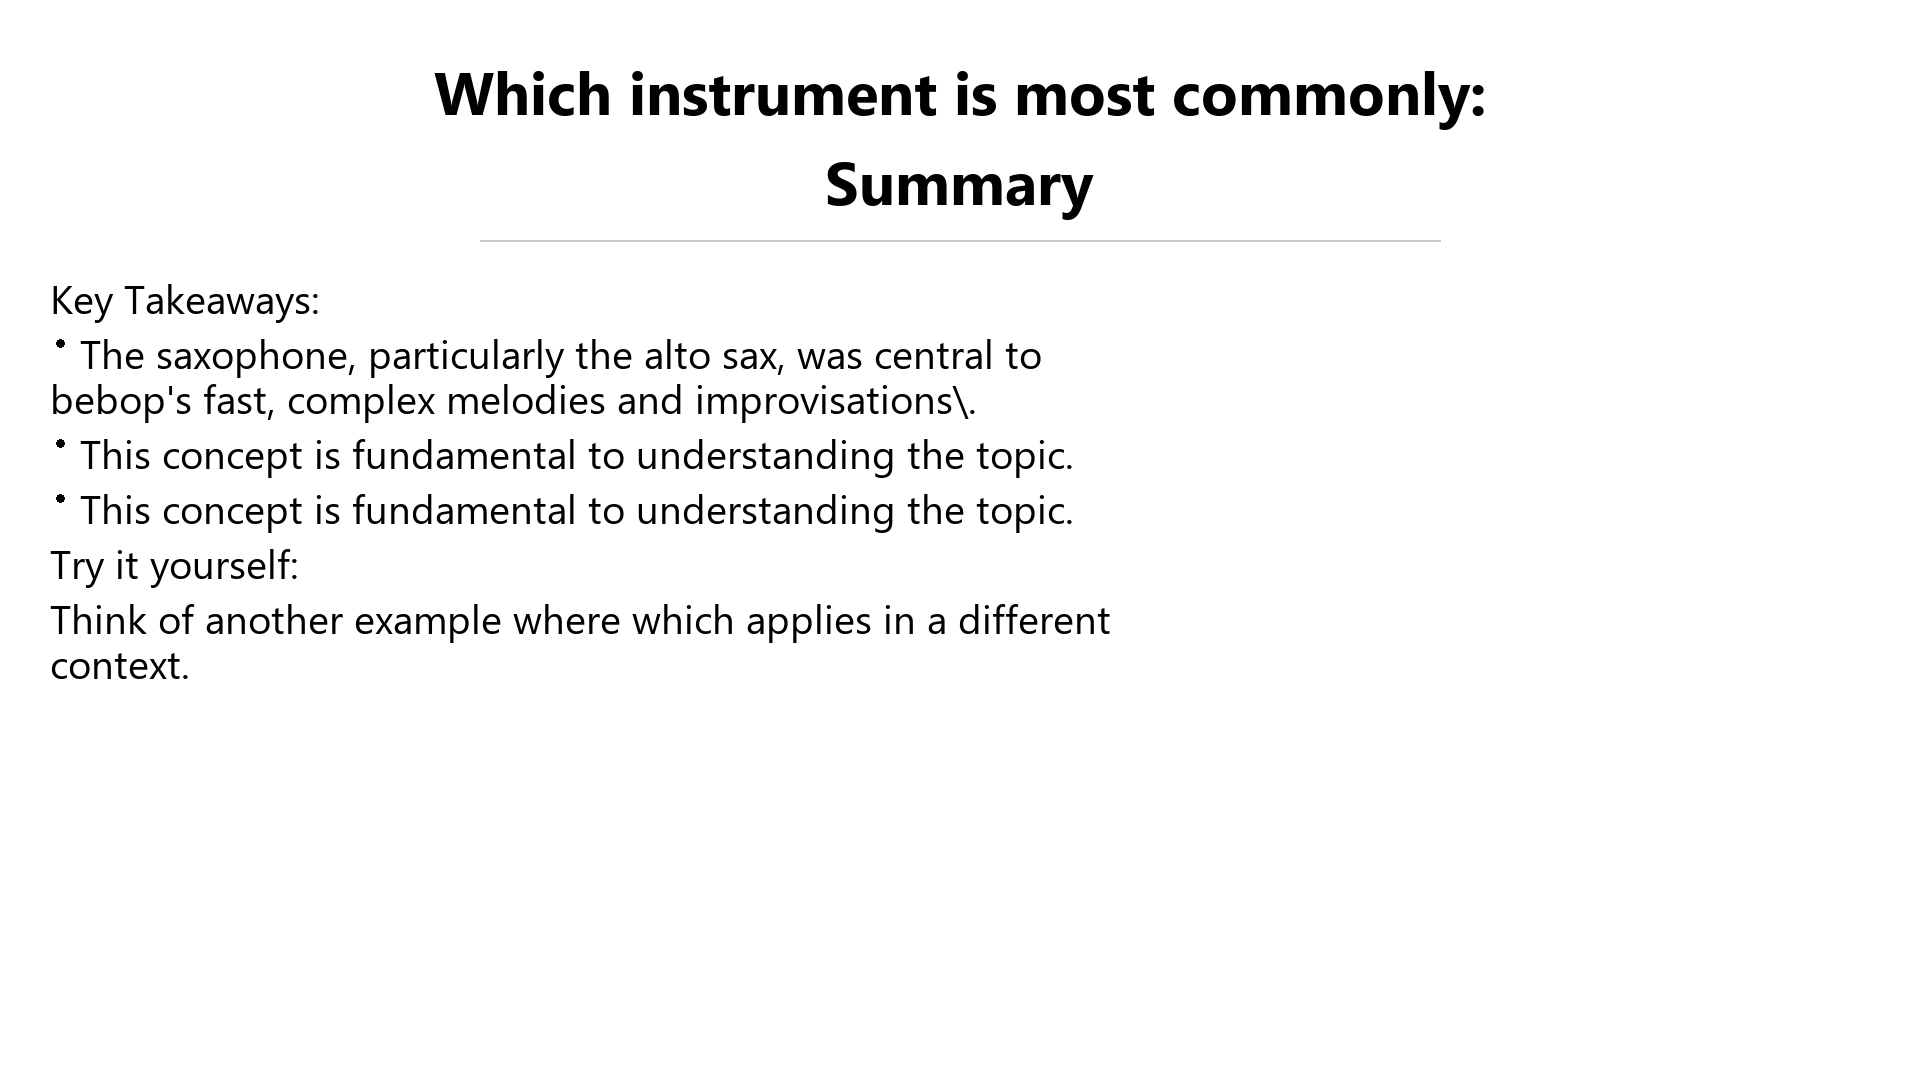 Which instrument is most commonly:
Summary
Key Takeaways:
• The saxophone, particularly the alto sax, was central to
bebop's fast, complex melodies and improvisations\.
• This concept is fundamental to understanding the topic.
• This concept is fundamental to understanding the topic.
Try it yourself:
Think of another example where which applies in a different
context.